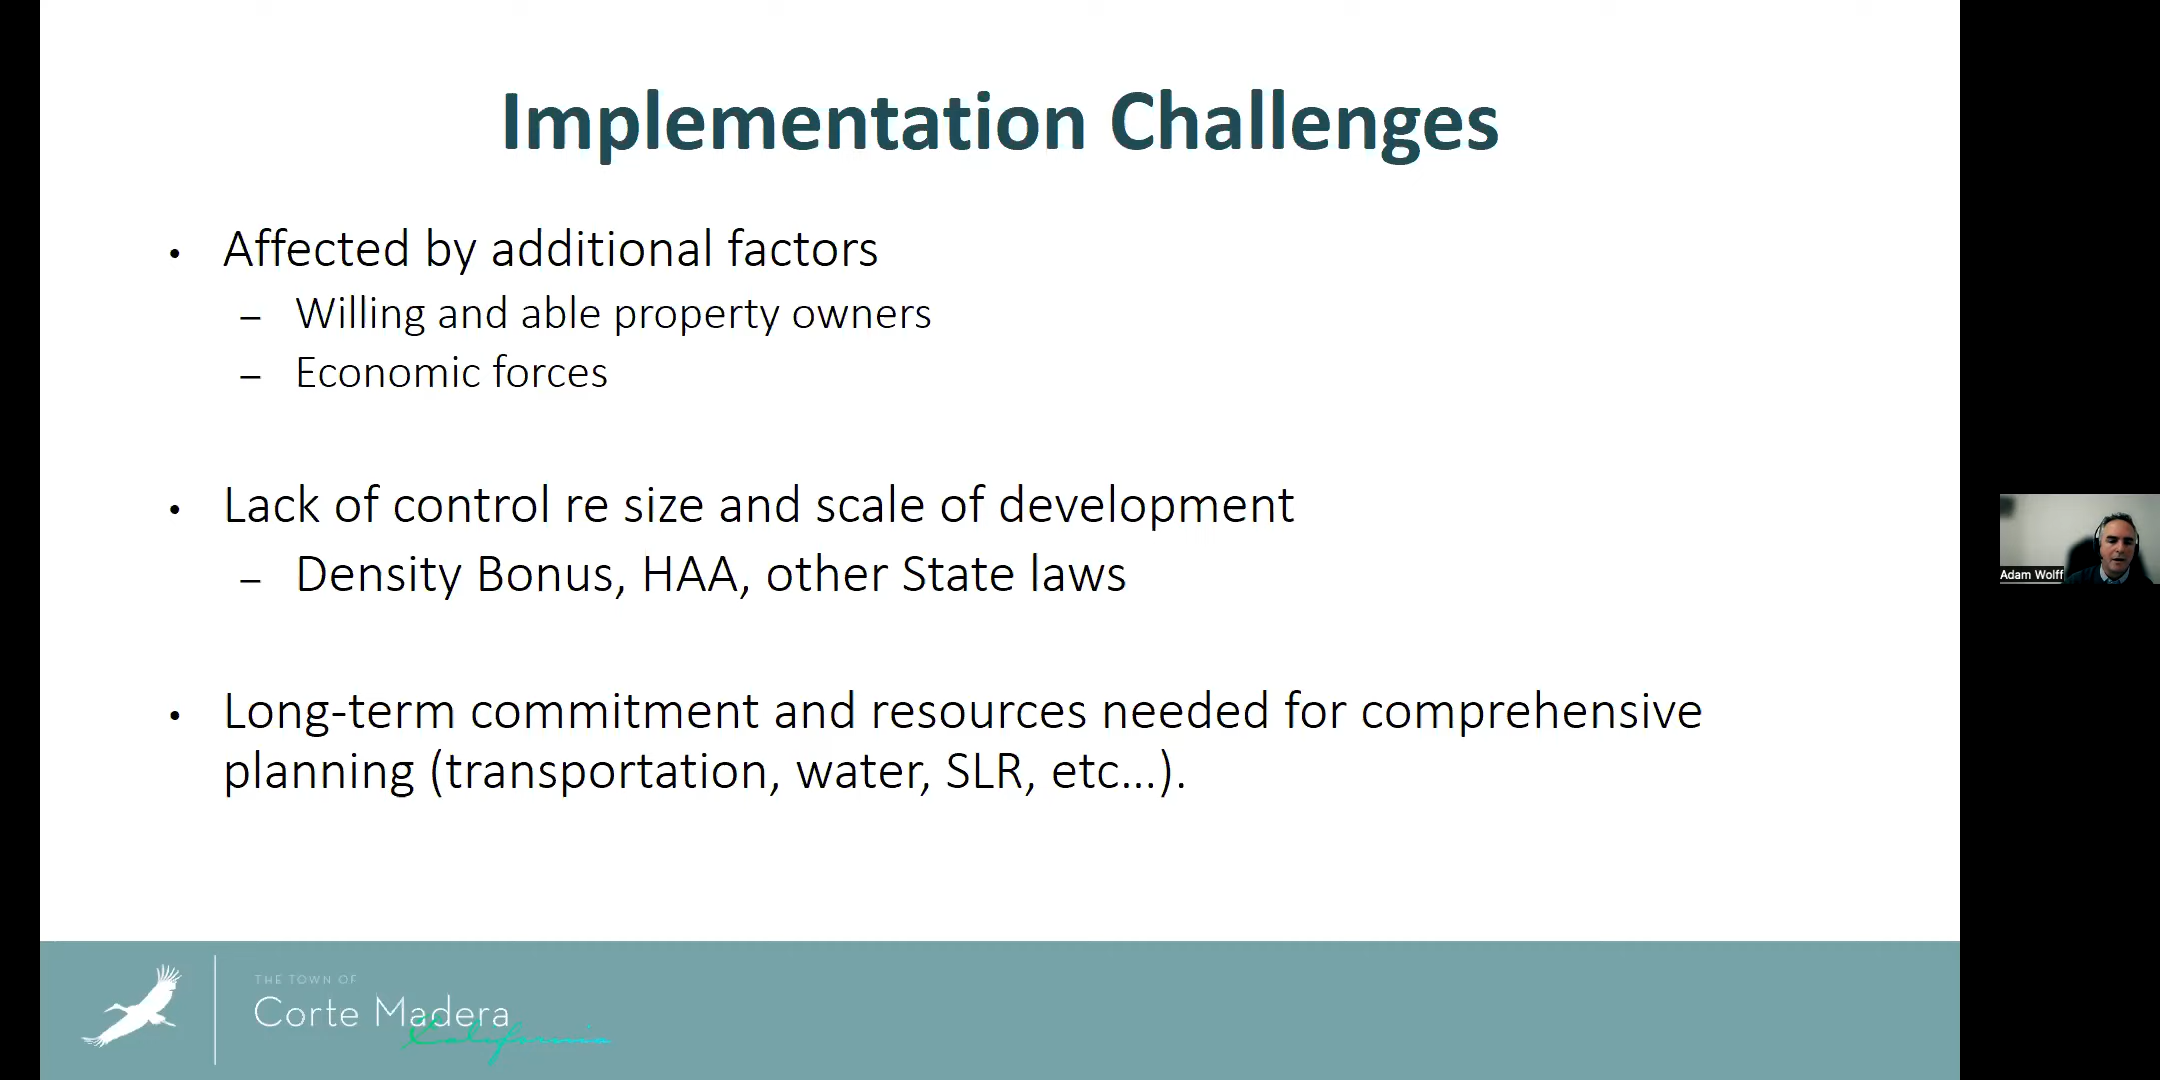 Implementation Challenges
• Affected by additional factors
– Willing and able property owners
– Economic forces
• Lack of control re size and scale of development
– Density Bonus, HAA, other State laws
• Long-term commitment and resources needed for comprehensive
planning (transportation, water, SLR, etc...).
Adam Wolff
THE TOWN OF
Corte Madera
California